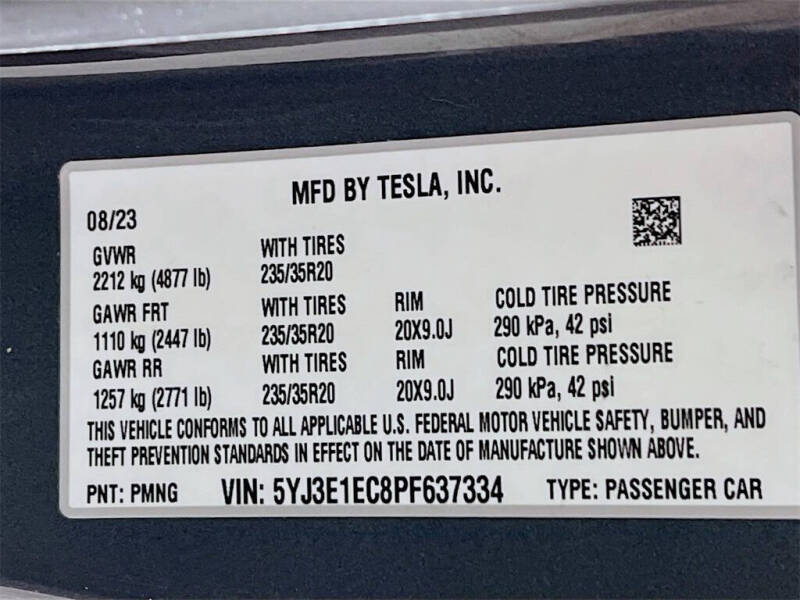 MFD BY TESLA, INC.
08/23
GVWR WITH TIRES
2212 kg (4877 lb) 235/35R20
GAWR FRT WITH TIRES RIM COLD TIRE PRESSURE
1110 kg (2447 lb) 235/35R20 20X9.0J 290 kPa, 42 psi
GAWR RR WITH TIRES RIM COLD TIRE PRESSURE
1257 kg (2771 lb) 235/35R20 20X9.0J 290 kPa, 42 psi
THIS VEHICLE CONFORMS TO ALL APPLICABLE U.S. FEDERAL MOTOR VEHICLE SAFETY, BUMPER, AND
THEFT PREVENTION STANDARDS IN EFFECT ON THE DATE OF MANUFACTURE SHOWN ABOVE.
PNT: PMNG VIN: 5YJ3E1EC8PF637334 TYPE: PASSENGER CAR